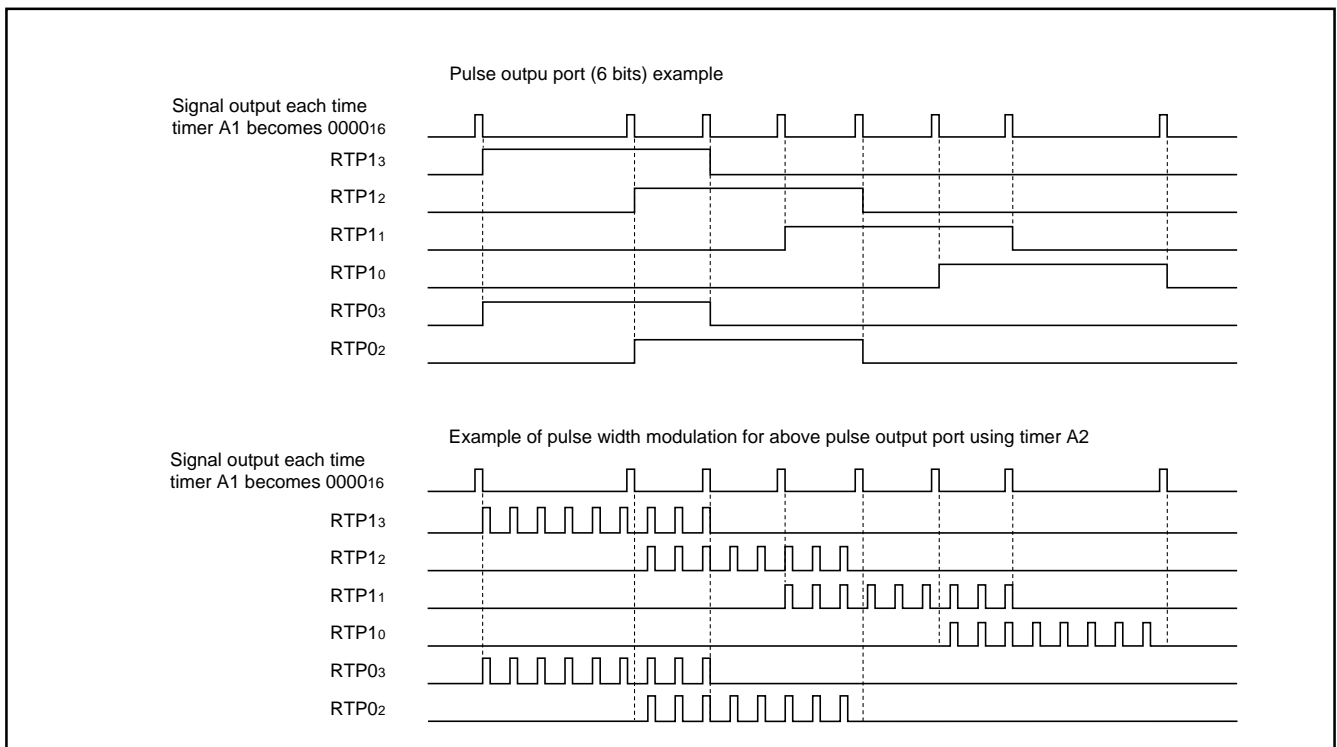 Pulse outpu port (6 bits) example
Signal output each time
timer A1 becomes 000016
RTP13
RTP12
RTP11
RTP10
RTP03
RTP02
Example of pulse width modulation for above pulse output port using timer A2
Signal output each time
timer A1 becomes 000016
RTP13
RTP12
RTP11
RTP10
RTP03
RTP02